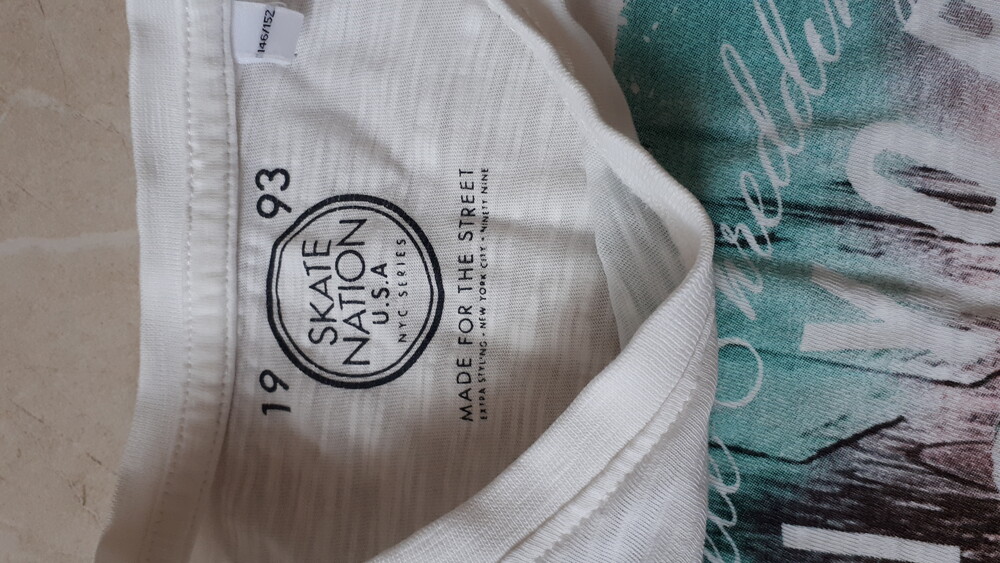 146/152
19 93
SKATE
NATION
U.S.A
NYC SERIES
MADE FOR THE STREET
EXTRA STYLING • NEW YORK CITY • NINETY NINE